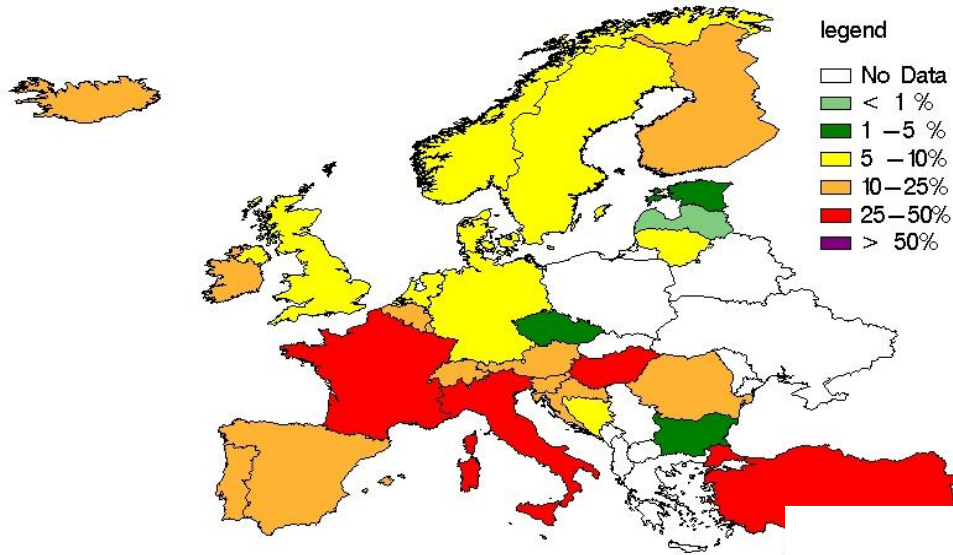 legend
No Data
< 1 %
1 –5 %
5 –10%
10–25%
25–50%
> 50%